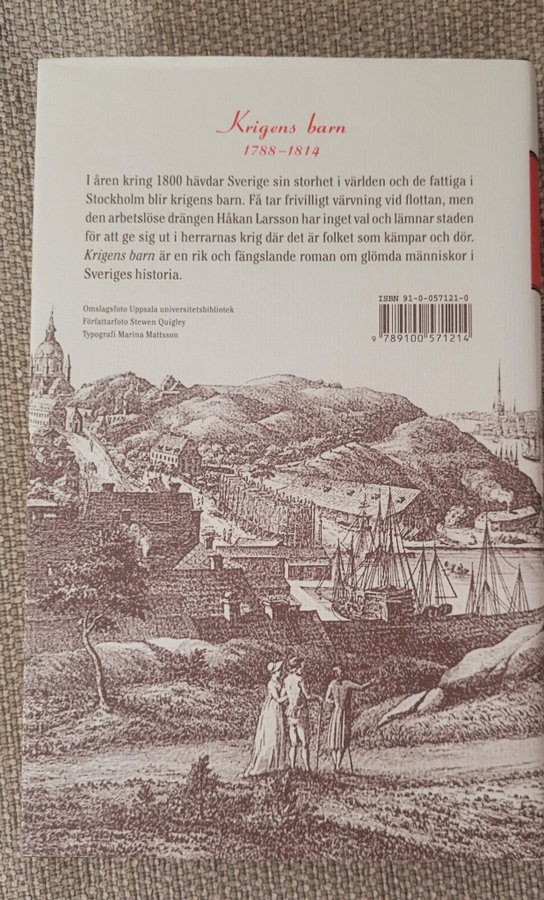 Krigens barn
1788–1814
I åren kring 1800 hävdar Sverige sin storhet i världen och de fattiga i
Stockholm blir krigens barn. Få tar frivilligt värvning vid flottan, men
den arbetslöse drängen Håkan Larsson har inget val och lämnar staden
för att ge sig ut i herrarnas krig där det är folket som kämpar och dör.
Krigens barn är en rik och fängslande roman om glömda människor i
Sveriges historia.
Omslagsfoto Uppsala universitetsbibliotek
Författarfoto Stewen Quigley
Typografi Marina Mattsson
ISBN 91-0-057121-0
9 789100 571214